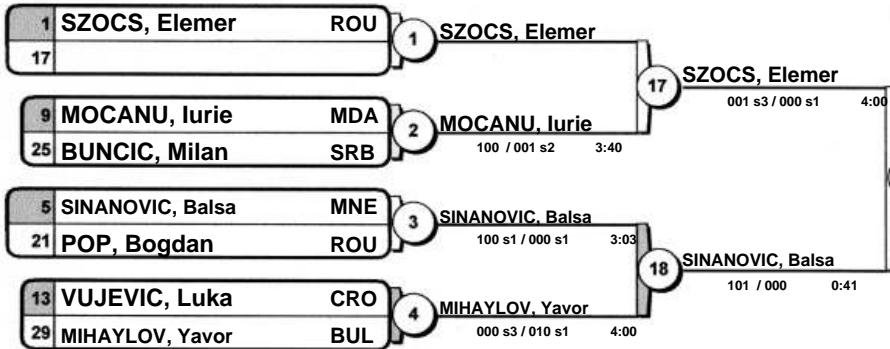 1 SZOCS, Elemer ROU
17
1 SZOCS, Elemer
9 MOCANU, Iurie MDA
25 BUNCIC, Milan SRB
2 MOCANU, Iurie
100 / 001 s2 3:40
17 SZOCS, Elemer
001 s3 / 000 s1 4:00
5 SINANOVIC, Balsa MNE
21 POP, Bogdan ROU
3 SINANOVIC, Balsa
100 s1 / 000 s1 3:03
13 VUJEVIC, Luka CRO
29 MIHAYLOV, Yavor BUL
4 MIHAYLOV, Yavor
000 s3 / 010 s1 4:00
18 SINANOVIC, Balsa
101 / 000 0:41